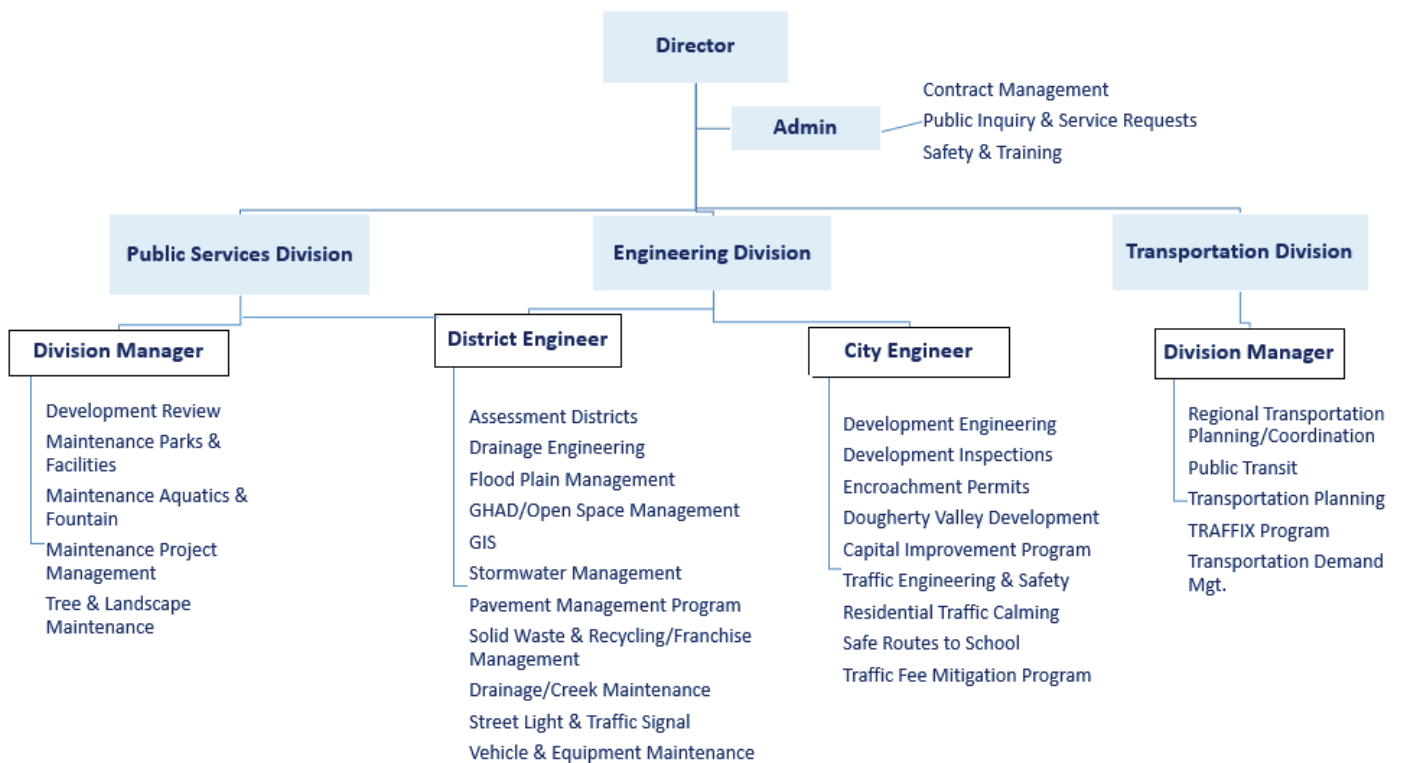 Director
Admin
Contract Management
Public Inquiry & Service Requests
Safety & Training
Public Services Division
Engineering Division
Transportation Division
Division Manager
Development Review
Maintenance Parks &
Facilities
Maintenance Aquatics &
Fountain
Maintenance Project
Management
Tree & Landscape
Maintenance
District Engineer
Assessment Districts
Drainage Engineering
Flood Plain Management
GHAD/Open Space Management
GIS
Stormwater Management
Pavement Management Program
Solid Waste & Recycling/Franchise
Management
Drainage/Creek Maintenance
Street Light & Traffic Signal
Vehicle & Equipment Maintenance
City Engineer
Development Engineering
Development Inspections
Encroachment Permits
Dougherty Valley Development
Capital Improvement Program
Traffic Engineering & Safety
Residential Traffic Calming
Safe Routes to School
Traffic Fee Mitigation Program
Division Manager
Regional Transportation
Planning/Coordination
Public Transit
Transportation Planning
TRAFFIX Program
Transportation Demand
Mgt.